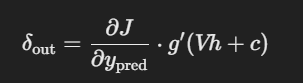 δ_out = ∂J / ∂y_pred · g′(Vh + c)